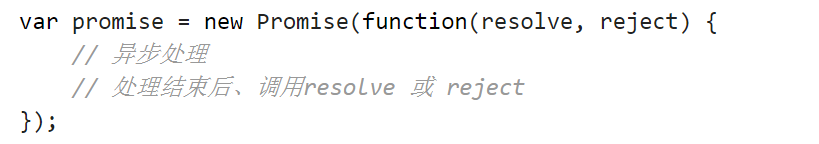 var promise = new Promise(function(resolve, reject) {
    // 异步处理
    // 处理结束后、调用resolve 或 reject
});